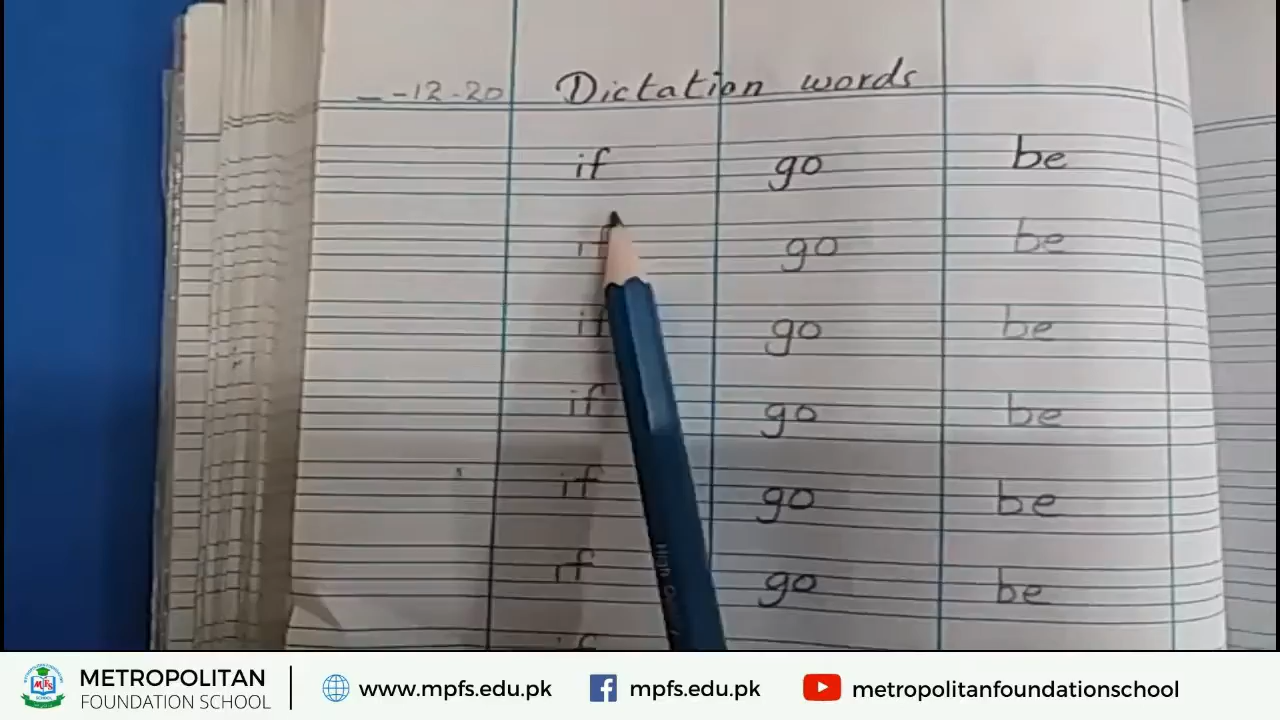 _ -12-20 Dictation words
if go be
if go be
if go be
if go be
if go be
if go be
if
METROPOLITAN
FOUNDATION SCHOOL
www.mpfs.edu.pk
mpfs.edu.pk
metropolitanfoundationschool